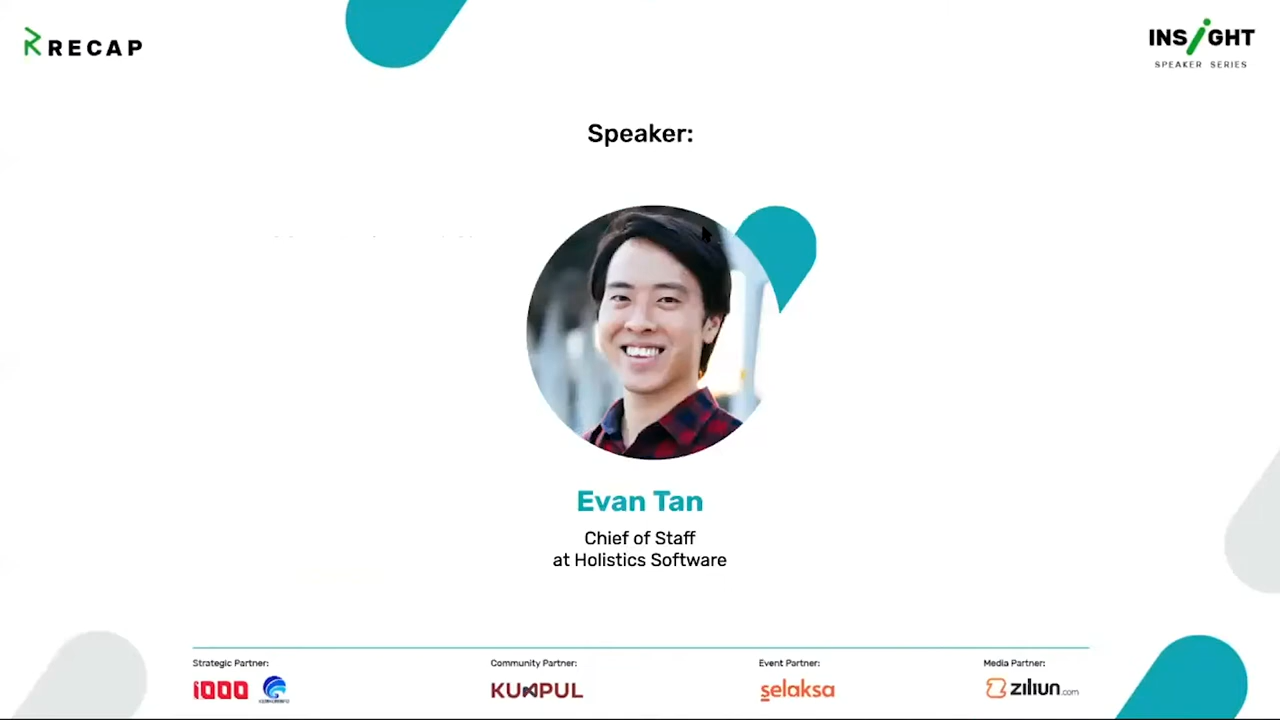 RECAP
INSIGHT
SPEAKER SERIES
Speaker:
Evan Tan
Chief of Staff
at Holistics Software
Strategic Partner:
Community Partner:
Event Partner:
Media Partner:
1000
KUMPUL
selaksa
ziliun.com